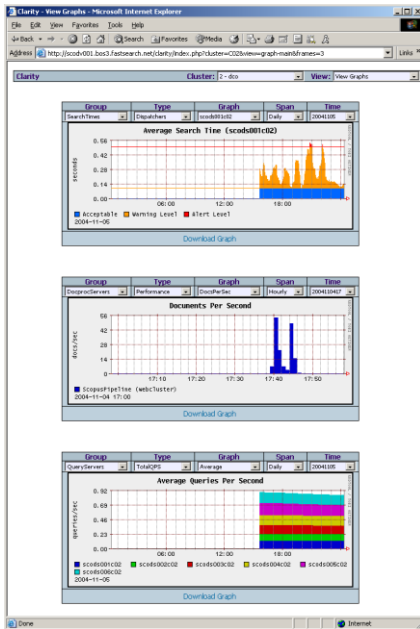 Clarity - View Graphs - Microsoft Internet Explorer
File Edit View Favorites Tools Help
Back Search Favorites Media
Address http://scodv001.bos3.fastsearch.net/clarity/index.php?cluster=C02&view=graph-main&frames=3 Links
Clarity Cluster: 2 - dco View: View Graphs
Group Type Graph Span Time
SearchTimes Dispatchers scods001c02 Daily 20041105
Average Search Time (scods001c02)
seconds
0.56
0.42
0.28
0.14
0.00
06:00 12:00 18:00
Acceptable Warning Level Alert Level
2004-11-05
Download Graph
Group Type Graph Span Time
DocprocServers Performance DocsPerSec Hourly 2004110417
Documents Per Second
docs/sec
56
42
28
14
0
17:10 17:20 17:30 17:40 17:50
ScopusPipeline (webcluster)
2004-11-04 17:00
Download Graph
Group Type Graph Span Time
QueryServers TotalQPS Average Daily 20041105
Average Queries Per Second
queries/sec
0.92
0.69
0.46
0.23
0.00
06:00 12:00 18:00
scods001c02 scods002c02 scods003c02 scods004c02 scods005c02
scods006c02
2004-11-05
Download Graph
Done Internet